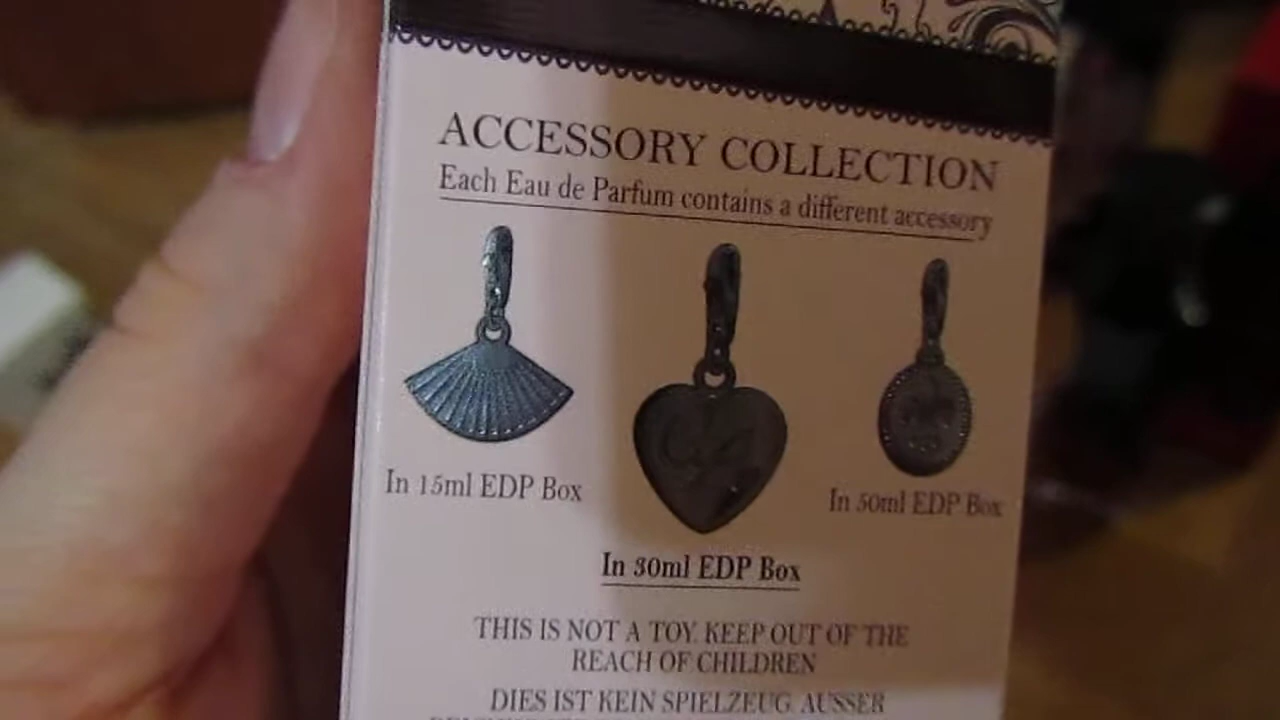 ACCESSORY COLLECTION
Each Eau de Parfum contains a different accessory
In 15ml EDP Box
In 50ml EDP Box
In 30ml EDP Box
THIS IS NOT A TOY. KEEP OUT OF THE
REACH OF CHILDREN
DIES IST KEIN SPIELZEUG. AUSSER